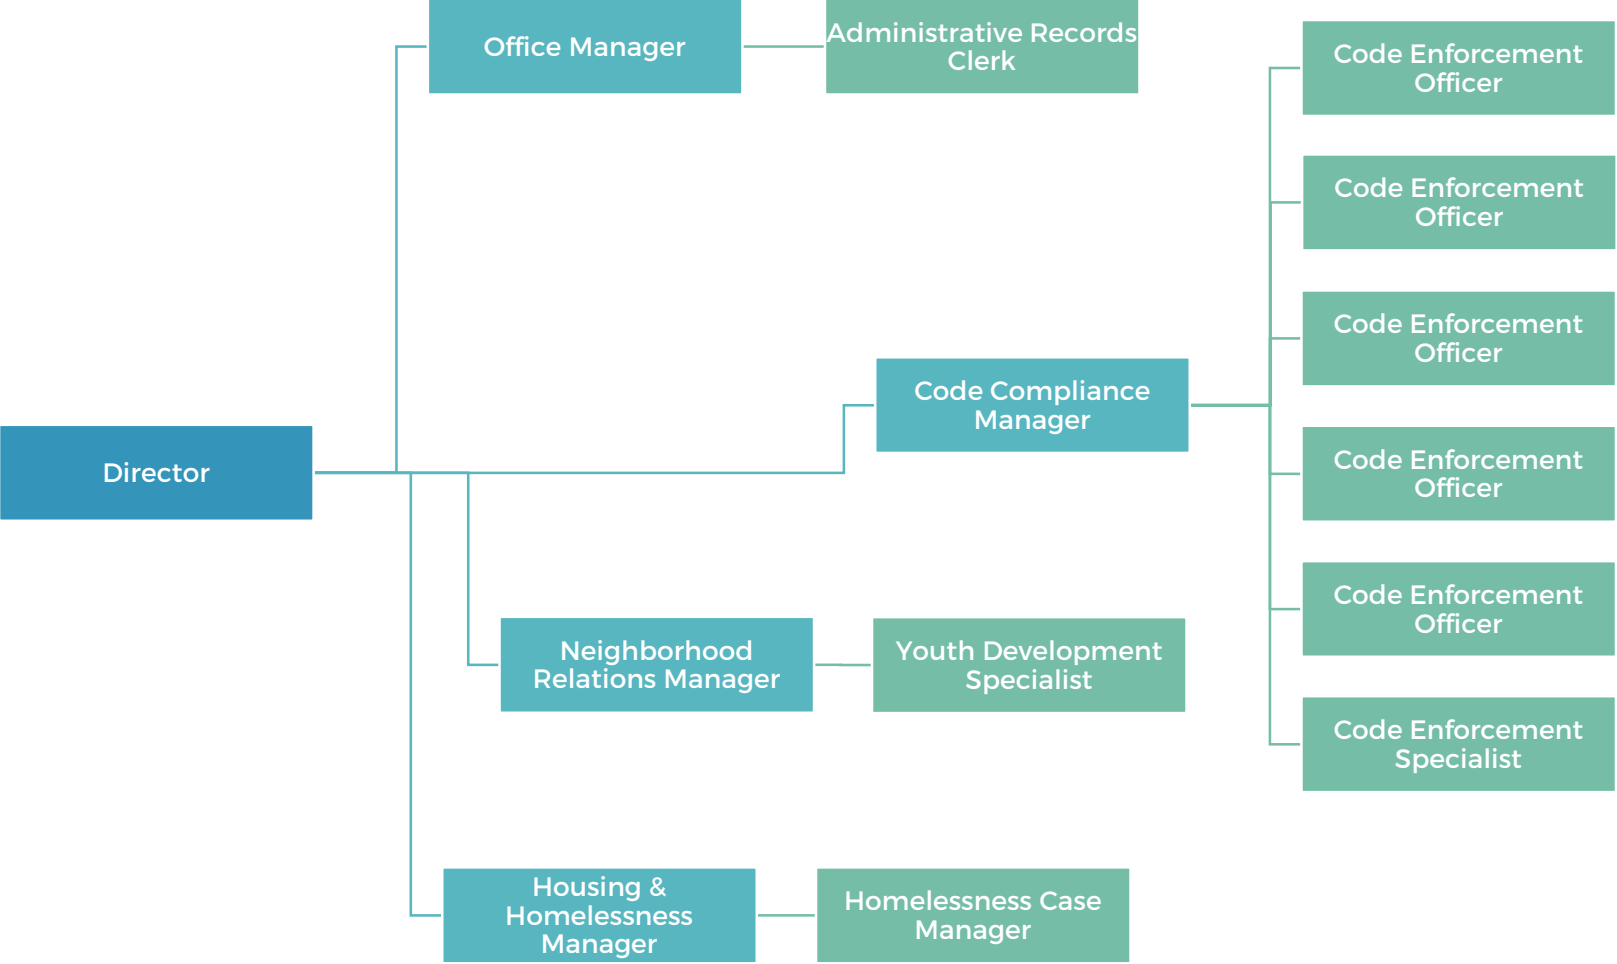 Office Manager
Administrative Records
Clerk
Code Enforcement
Officer
Code Enforcement
Officer
Code Enforcement
Officer
Code Compliance
Manager
Director
Code Enforcement
Officer
Code Enforcement
Officer
Neighborhood
Relations Manager
Youth Development
Specialist
Code Enforcement
Specialist
Housing &
Homelessness
Manager
Homelessness Case
Manager